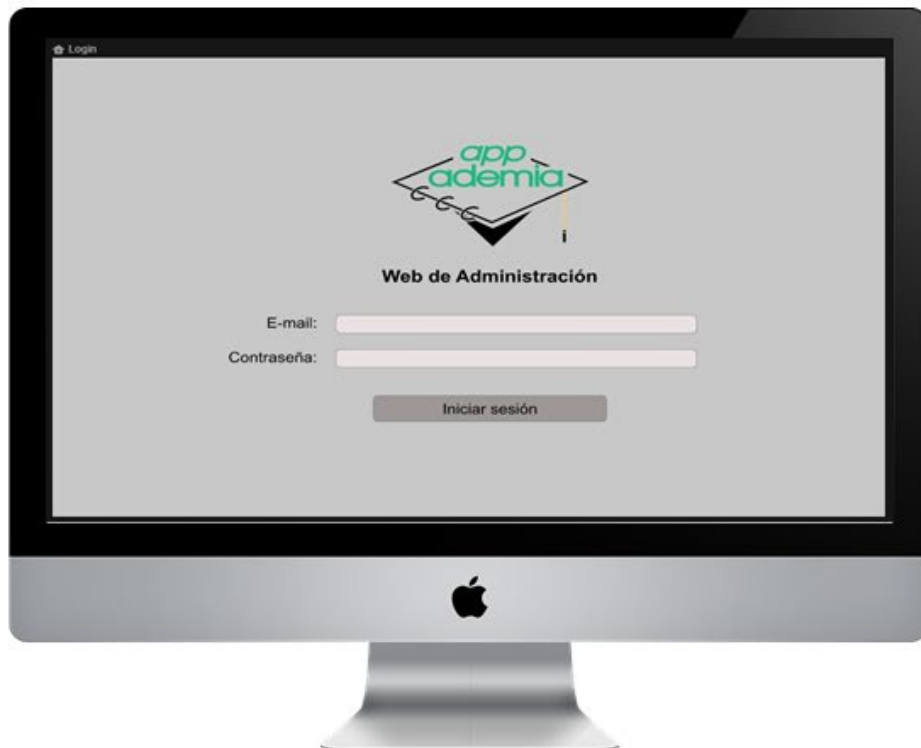 Login
app
ademia
Web de Administración
E-mail:
Contraseña:
Iniciar sesión